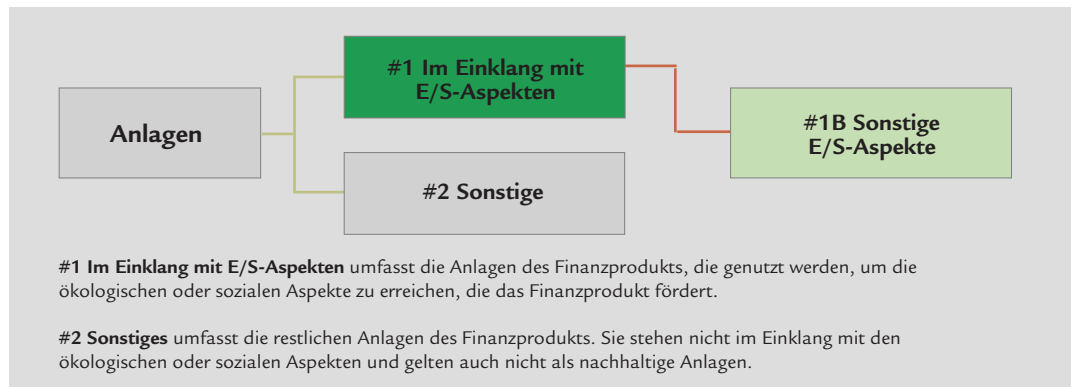 #1 Im Einklang mit
E/S-Aspekten
Anlagen
#1B Sonstige
E/S-Aspekte
#2 Sonstige
#1 Im Einklang mit E/S-Aspekten umfasst die Anlagen des Finanzprodukts, die genutzt werden, um die
ökologischen oder sozialen Aspekte zu erreichen, die das Finanzprodukt fördert.
#2 Sonstiges umfasst die restlichen Anlagen des Finanzprodukts. Sie stehen nicht im Einklang mit den
ökologischen oder sozialen Aspekten und gelten auch nicht als nachhaltige Anlagen.